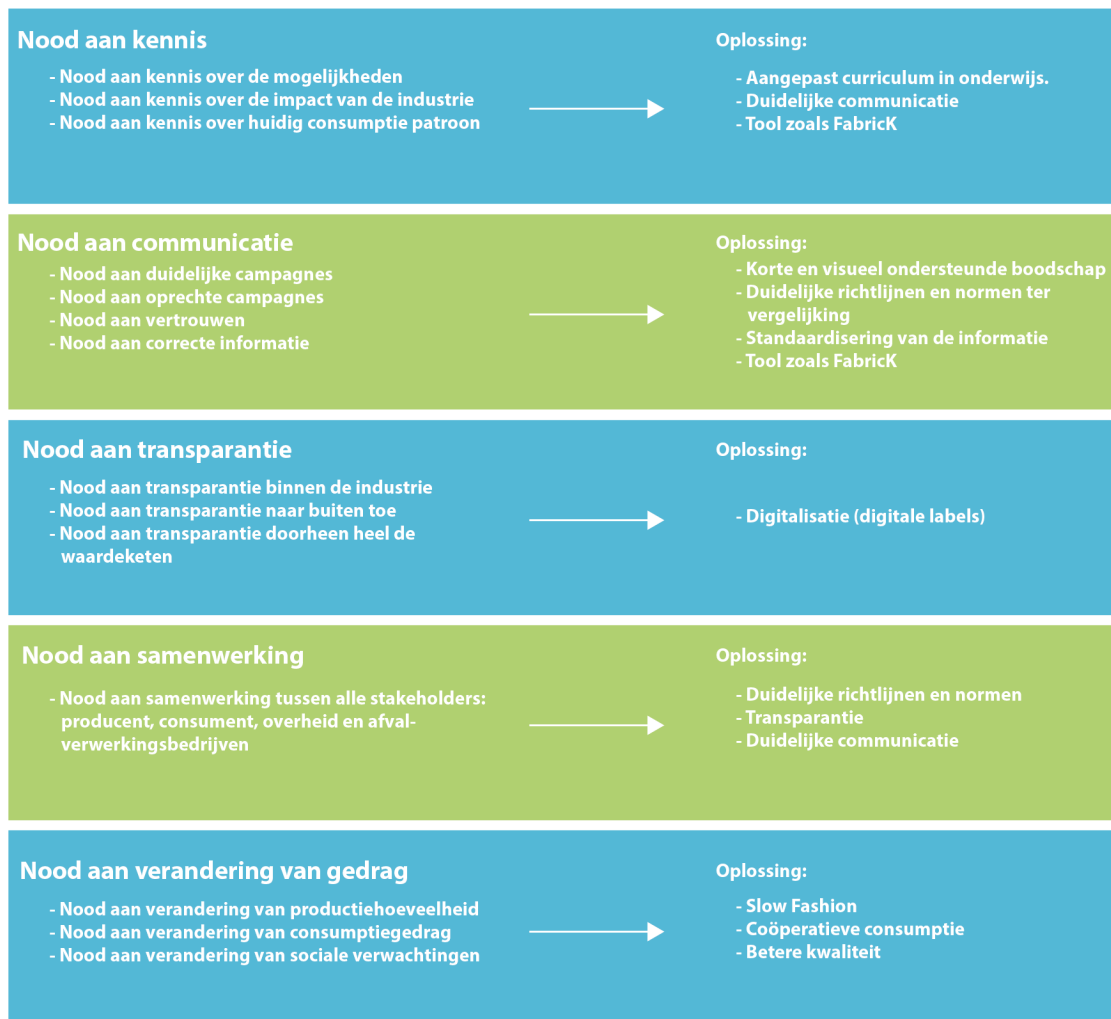 Nood aan kennis
- Nood aan kennis over de mogelijkheden
- Nood aan kennis over de impact van de industrie
- Nood aan kennis over huidig consumptie patroon
Oplossing:
- Aangepast curriculum in onderwijs.
- Duidelijke communicatie
- Tool zoals FabricK
Nood aan communicatie
- Nood aan duidelijke campagnes
- Nood aan oprechte campagnes
- Nood aan vertrouwen
- Nood aan correcte informatie
Oplossing:
- Korte en visueel ondersteunde boodschap
- Duidelijke richtlijnen en normen ter
vergelijking
- Standaardisering van de informatie
- Tool zoals FabricK
Nood aan transparantie
- Nood aan transparantie binnen de industrie
- Nood aan transparantie naar buiten toe
- Nood aan transparantie doorheen heel de
waardeketen
Oplossing:
- Digitalisatie (digitale labels)
Nood aan samenwerking
- Nood aan samenwerking tussen alle stakeholders:
producent, consument, overheid en afval-
verwerkingsbedrijven
Oplossing:
- Duidelijke richtlijnen en normen
- Transparantie
- Duidelijke communicatie
Nood aan verandering van gedrag
- Nood aan verandering van productiehoeveelheid
- Nood aan verandering van consumptiegedrag
- Nood aan verandering van sociale verwachtingen
Oplossing:
- Slow Fashion
- Coöperatieve consumptie
- Betere kwaliteit